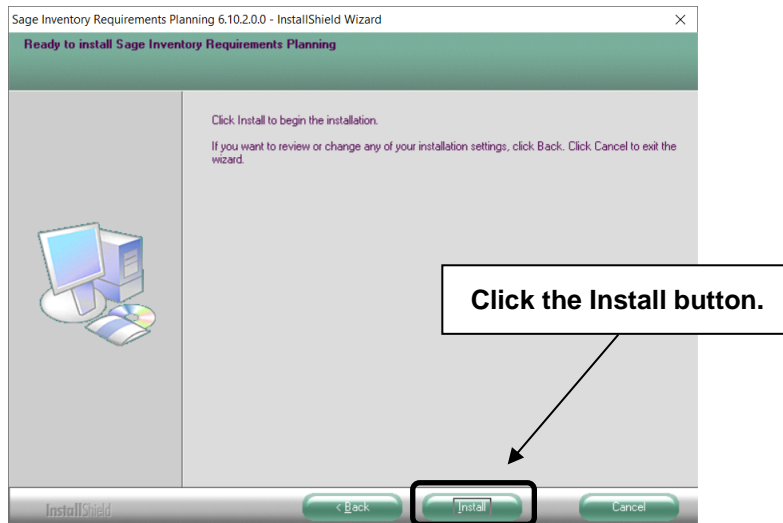 Sage Inventory Requirements Planning 6.10.2.0.0 - InstallShield Wizard
Ready to install Sage Inventory Requirements Planning
Click Install to begin the installation.
If you want to review or change any of your installation settings, click Back. Click Cancel to exit the
wizard.
Click the Install button.
InstallShield
< Back
Install
Cancel